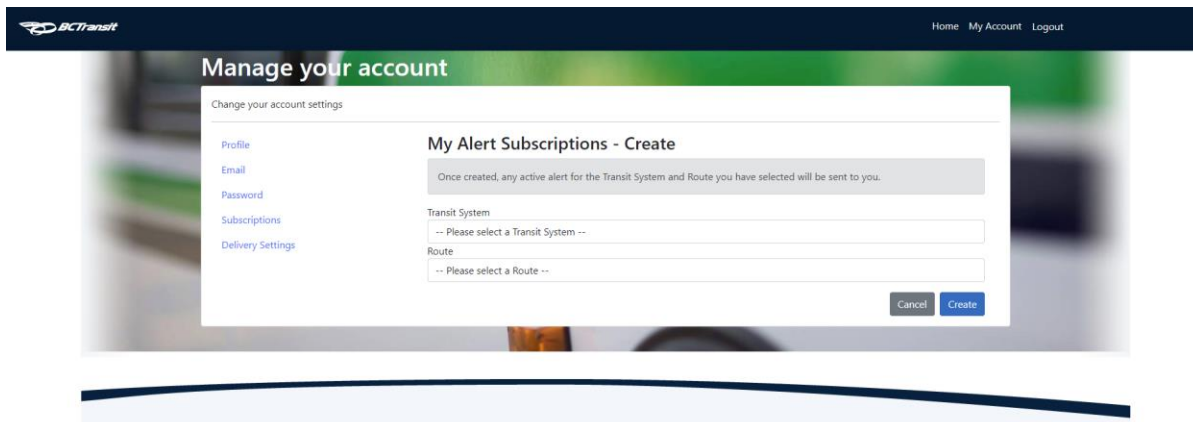 BCTransit
Home My Account Logout
Manage your account
Change your account settings
Profile
Email
Password
Subscriptions
Delivery Settings
My Alert Subscriptions - Create
Once created, any active alert for the Transit System and Route you have selected will be sent to you.
Transit System
-- Please select a Transit System --
Route
-- Please select a Route --
Cancel Create